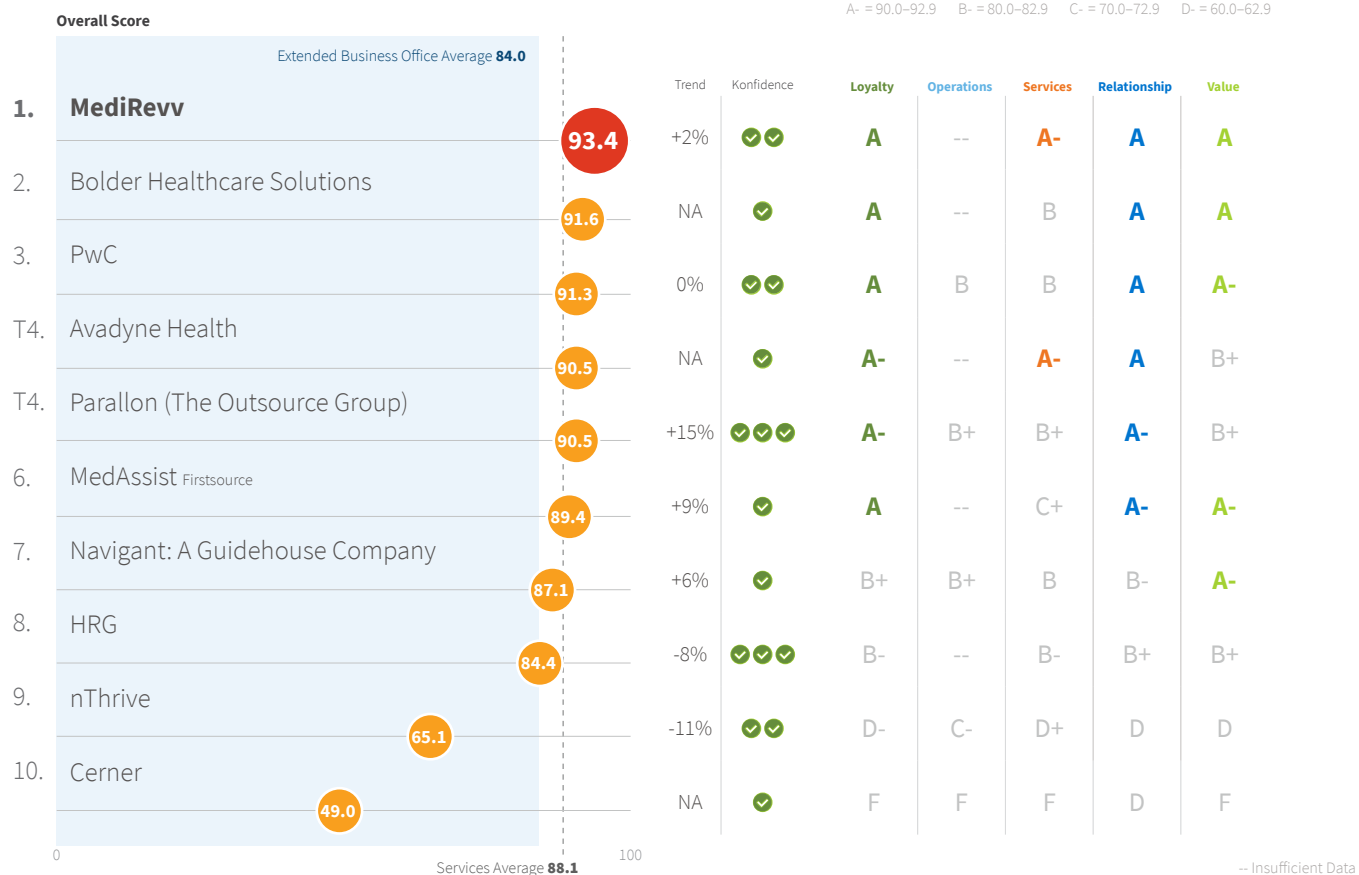 A- = 90.0–92.9 B- = 80.0–82.9 C- = 70.0–72.9 D- = 60.0–62.9
Overall Score
Extended Business Office Average 84.0
Trend Konfidence Loyalty Operations Services Relationship Value
1. MediRevv 93.4 +2% A -- A- A A
2. Bolder Healthcare Solutions 91.6 NA A -- B A A
3. PwC 91.3 0% A B B A A-
T4. Avadyne Health 90.5 NA A- -- A- A B+
T4. Parallon (The Outsource Group) 90.5 +15% A- B+ B+ A- B+
6. MedAssist Firstsource 89.4 +9% A -- C+ A- A-
7. Navigant: A Guidehouse Company 87.1 +6% B+ B+ B B- A-
8. HRG 84.4 -8% B- -- B- B+ B+
9. nThrive 65.1 -11% D- C- D+ D D
10. Cerner 49.0 NA F F F D F
0 100
Services Average 88.1
-- Insufficient Data